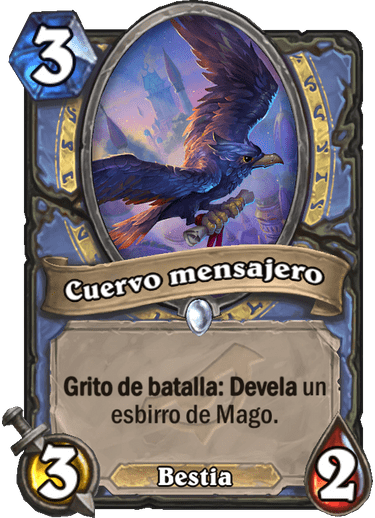 3
Cuervo mensajero
Grito de batalla: Devela un
esbirro de Mago.
3
Bestia
2